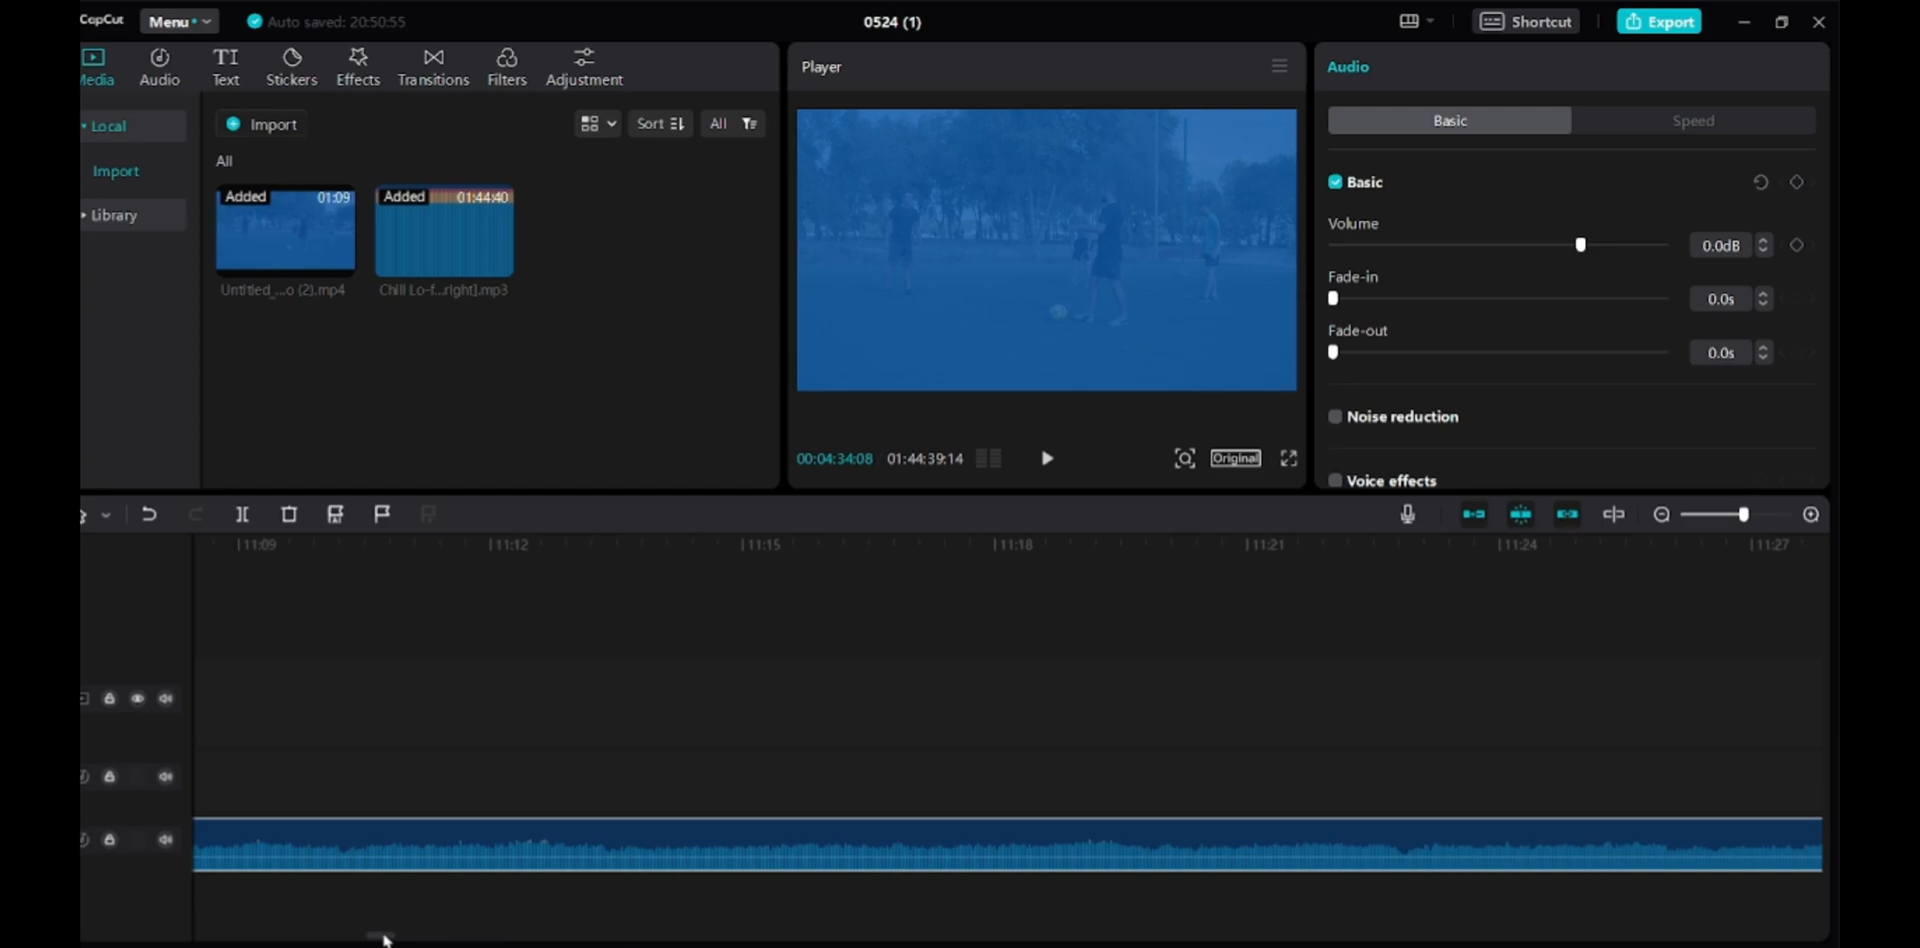 CapCut
Menu
Auto saved: 20:50:55
0524 (1)
Shortcut
Export
Media
Audio
Text
Stickers
Effects
Transitions
Filters
Adjustment
Player
Audio
Local
Import
Library
Import
Sort
All
All
Added
01:09
Untitled_...o (2).mp4
Added
01:44:40
Chill Lo-f...right].mp3
00:04:34:08
01:44:39:14
Original
Basic
Speed
Basic
Volume
0.0dB
Fade-in
0.0s
Fade-out
0.0s
Noise reduction
Voice effects
11:09
11:12
11:15
11:18
11:21
11:24
11:27